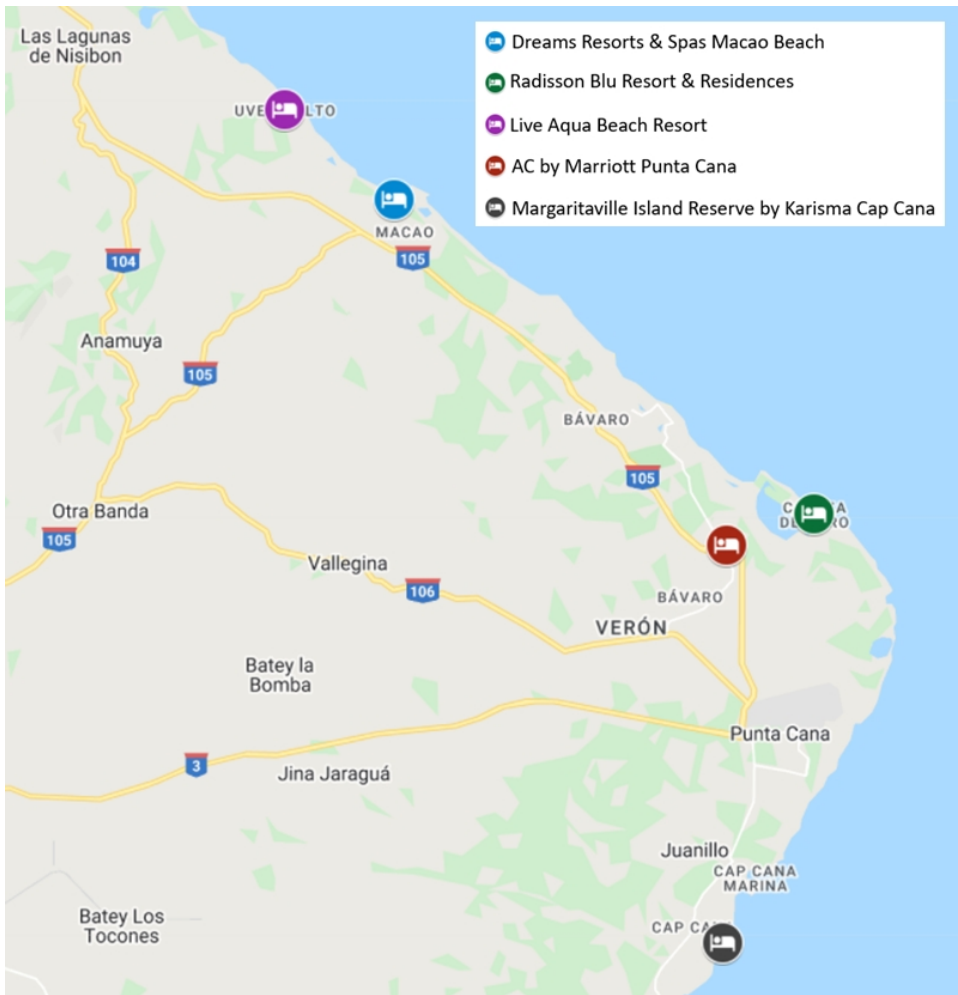 Las Lagunas
de Nisibon
Dreams Resorts & Spas Macao Beach
Radisson Blu Resort & Residences
Live Aqua Beach Resort
AC by Marriott Punta Cana
Margaritaville Island Reserve by Karisma Cap Cana
MACAO
105
104
Anamuya
105
BÁVARO
105
Otra Banda
105
Vallegina
106
BÁVARO
VERÓN
Batey la
Bomba
Punta Cana
3
Jina Jaraguá
Juanillo
CAP CANA
MARINA
Batey Los
Tocones
CAP